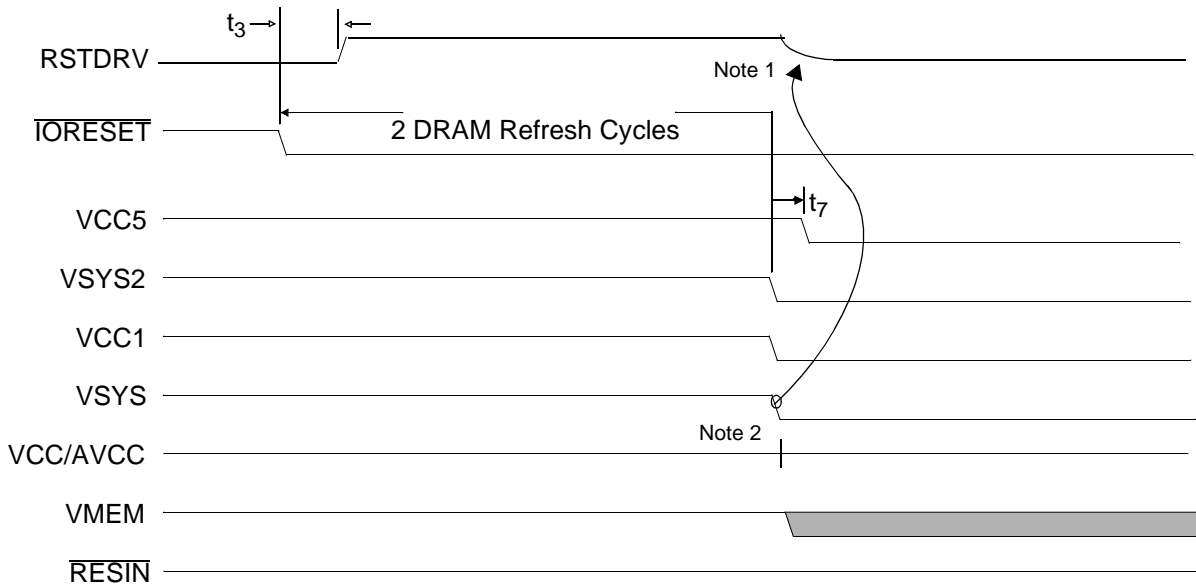 t3
RSTDRV
Note 1
IORESET
2 DRAM Refresh Cycles
VCC5
t7
VSYS2
VCC1
VSYS
Note 2
VCC/AVCC
VMEM
RESIN